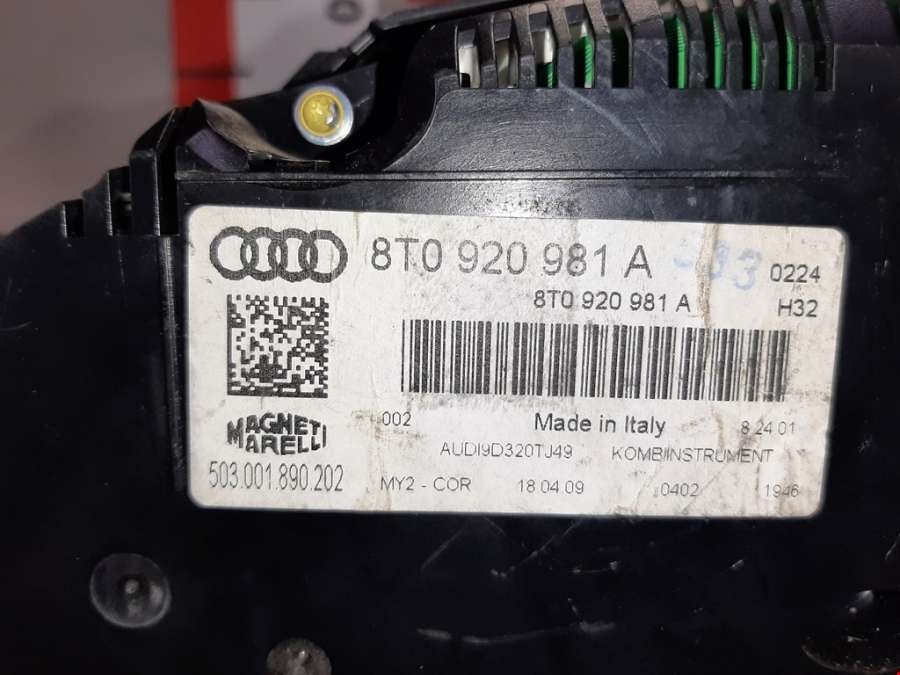 8T0 920 981 A 0224
8T0 920 981 A H32
MAGNETI
MARELLI
503.001.890.202
002 Made in Italy 8 24 01
AUDI9D320TJ49 KOMBIINSTRUMENT
MY2 - COR 18 04 09 0402 1946